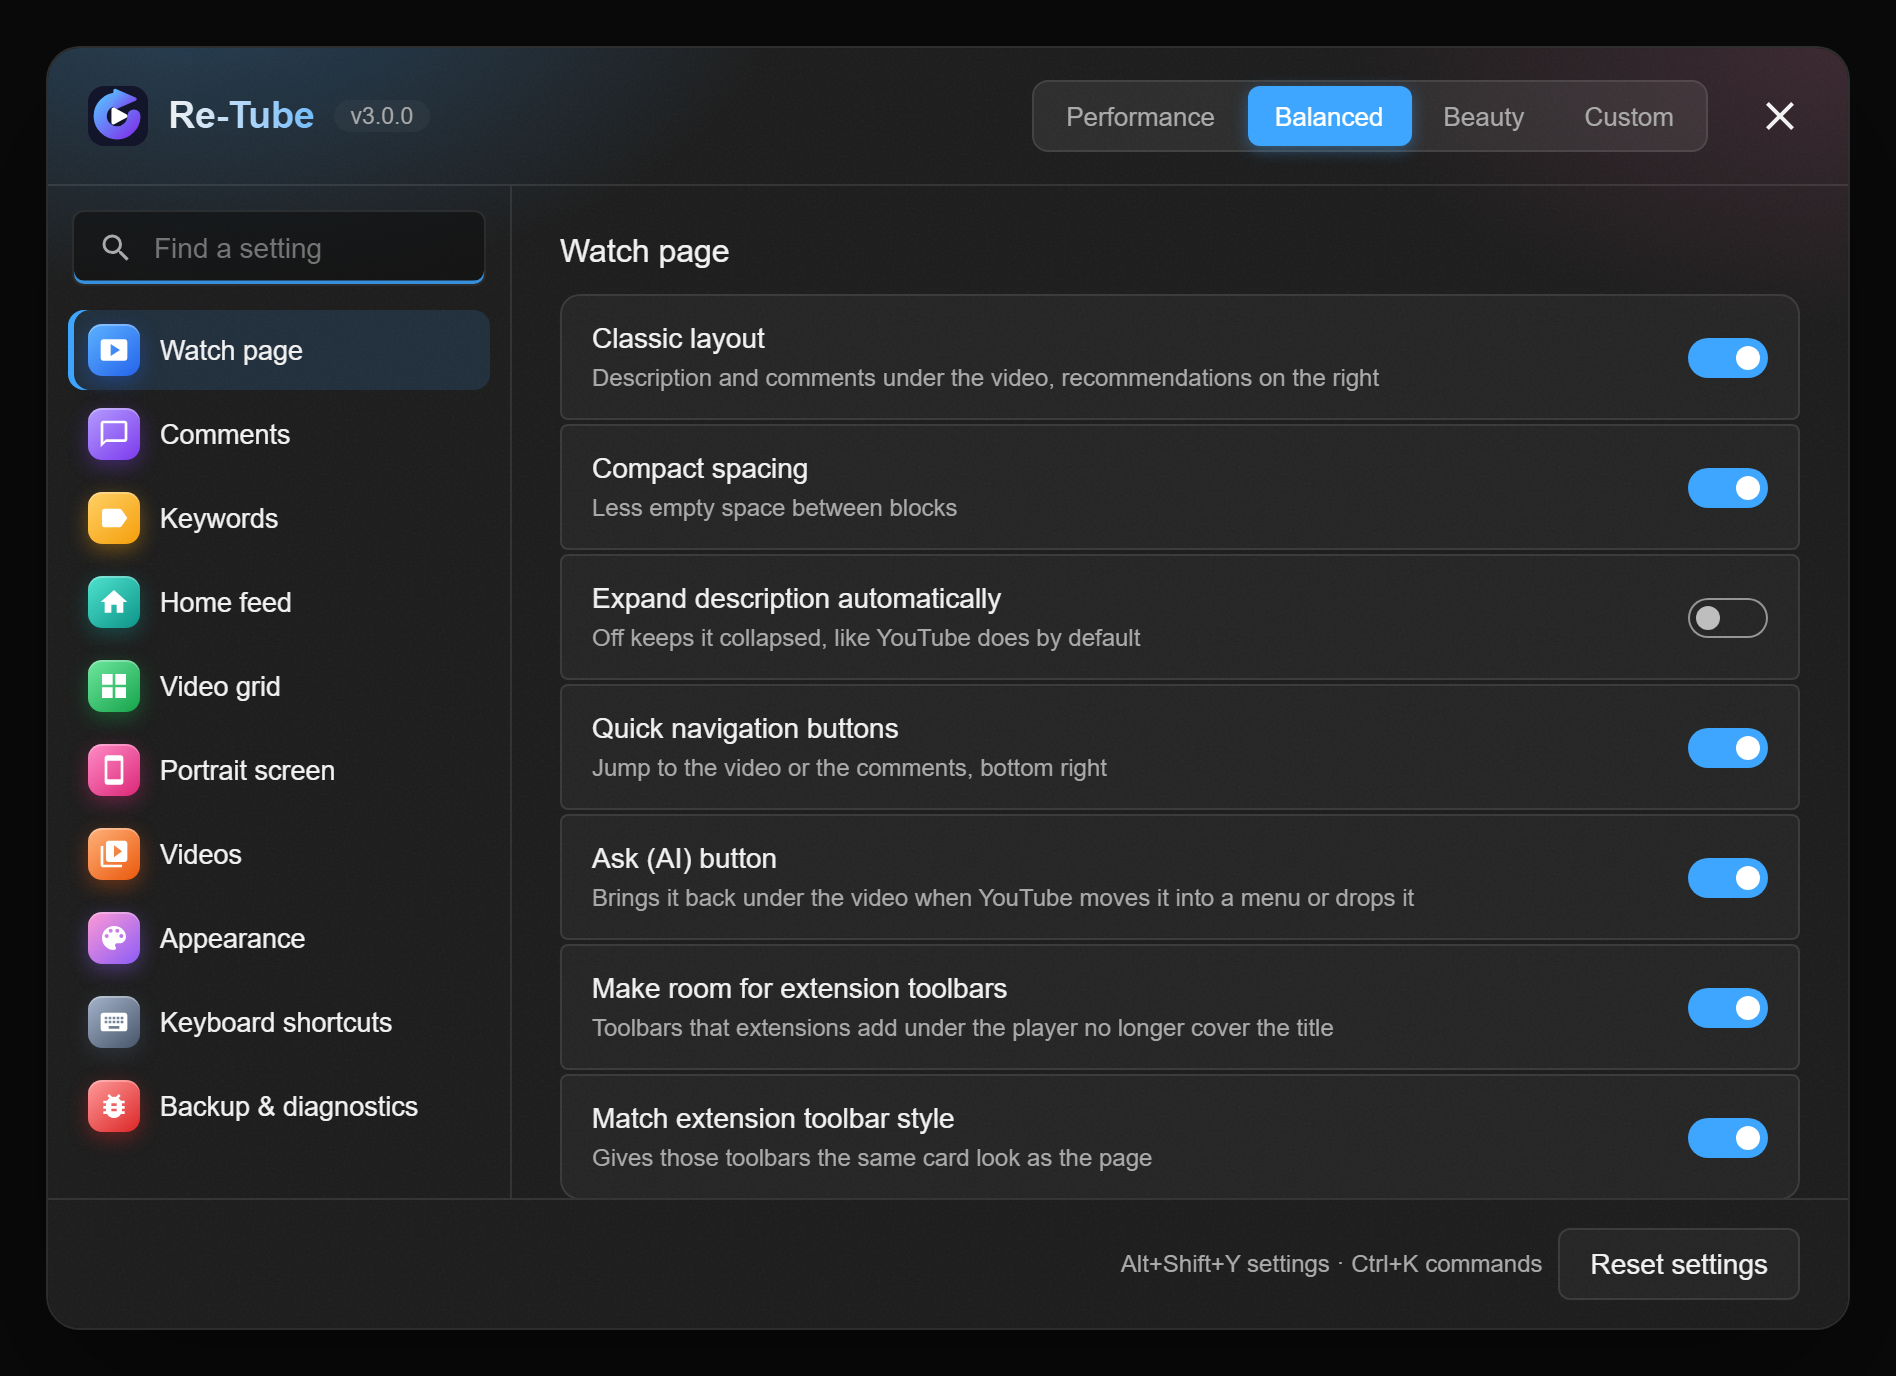 Re-Tube v3.0.0
Performance Balanced Beauty Custom
Find a setting
Watch page
Comments
Keywords
Home feed
Video grid
Portrait screen
Videos
Appearance
Keyboard shortcuts
Backup & diagnostics
Watch page
Classic layout
Description and comments under the video, recommendations on the right
Compact spacing
Less empty space between blocks
Expand description automatically
Off keeps it collapsed, like YouTube does by default
Quick navigation buttons
Jump to the video or the comments, bottom right
Ask (AI) button
Brings it back under the video when YouTube moves it into a menu or drops it
Make room for extension toolbars
Toolbars that extensions add under the player no longer cover the title
Match extension toolbar style
Gives those toolbars the same card look as the page
Alt+Shift+Y settings · Ctrl+K commands
Reset settings